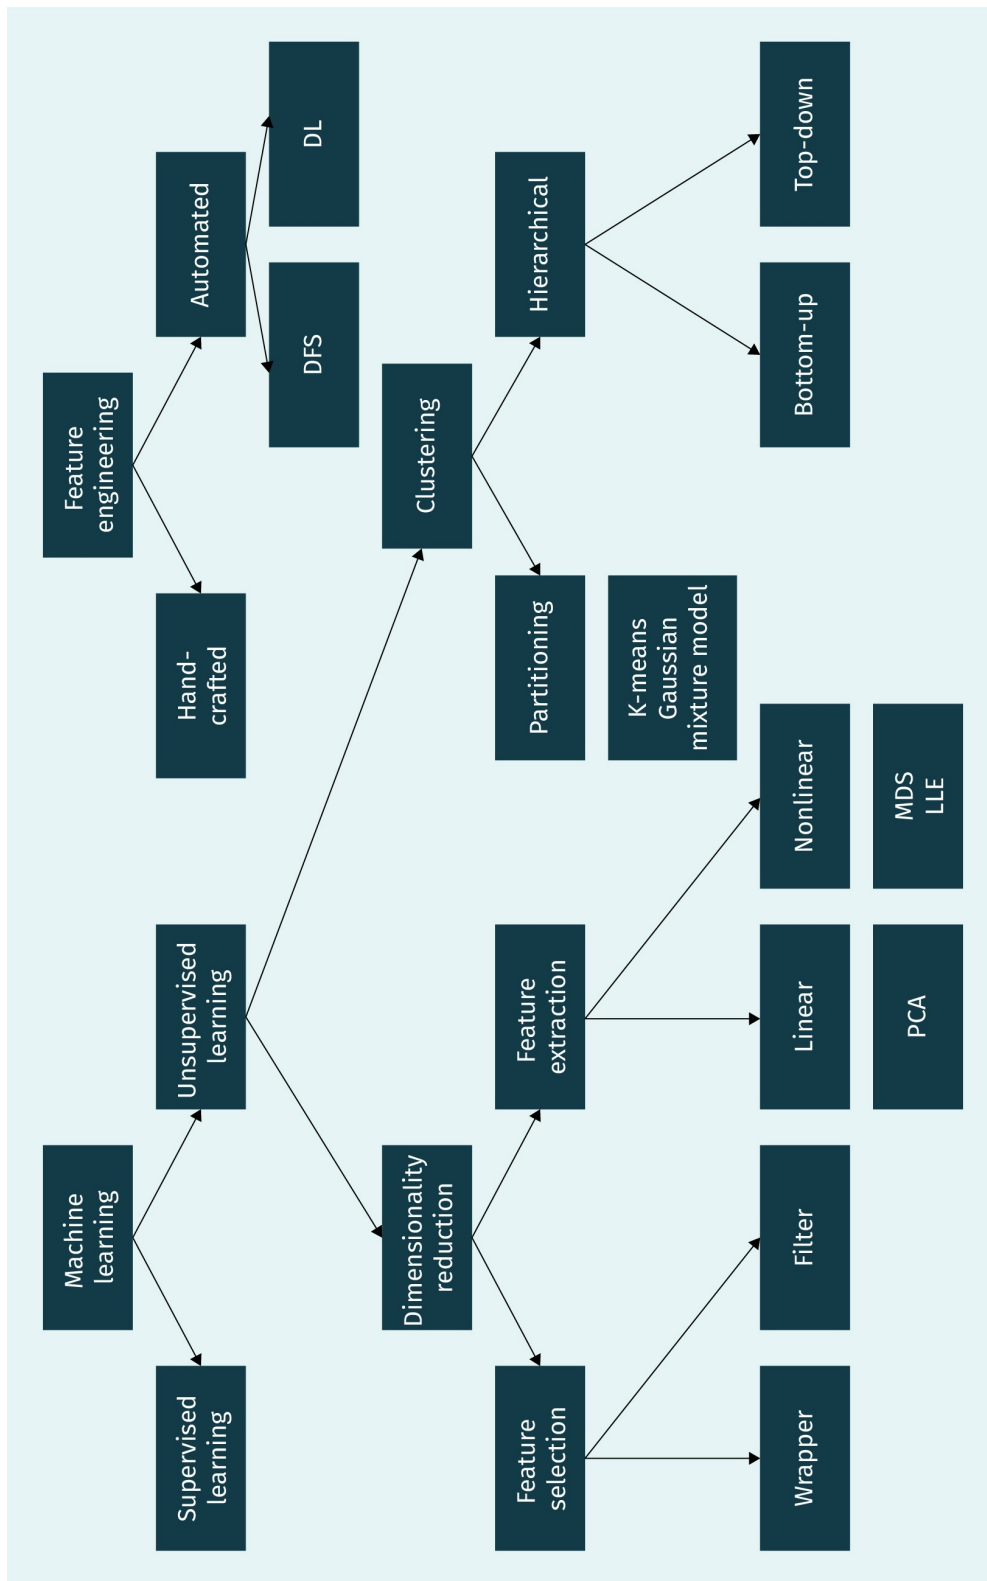 Machine
learning
Feature
engineering
Supervised
learning
Unsupervised
learning
Hand-
crafted
Automated
DFS
DL
Dimensionality
reduction
Clustering
Feature
selection
Feature
extraction
Partitioning
Hierarchical
K-means
Gaussian
mixture model
Wrapper
Filter
Linear
Nonlinear
Bottom-up
Top-down
PCA
MDS
LLE